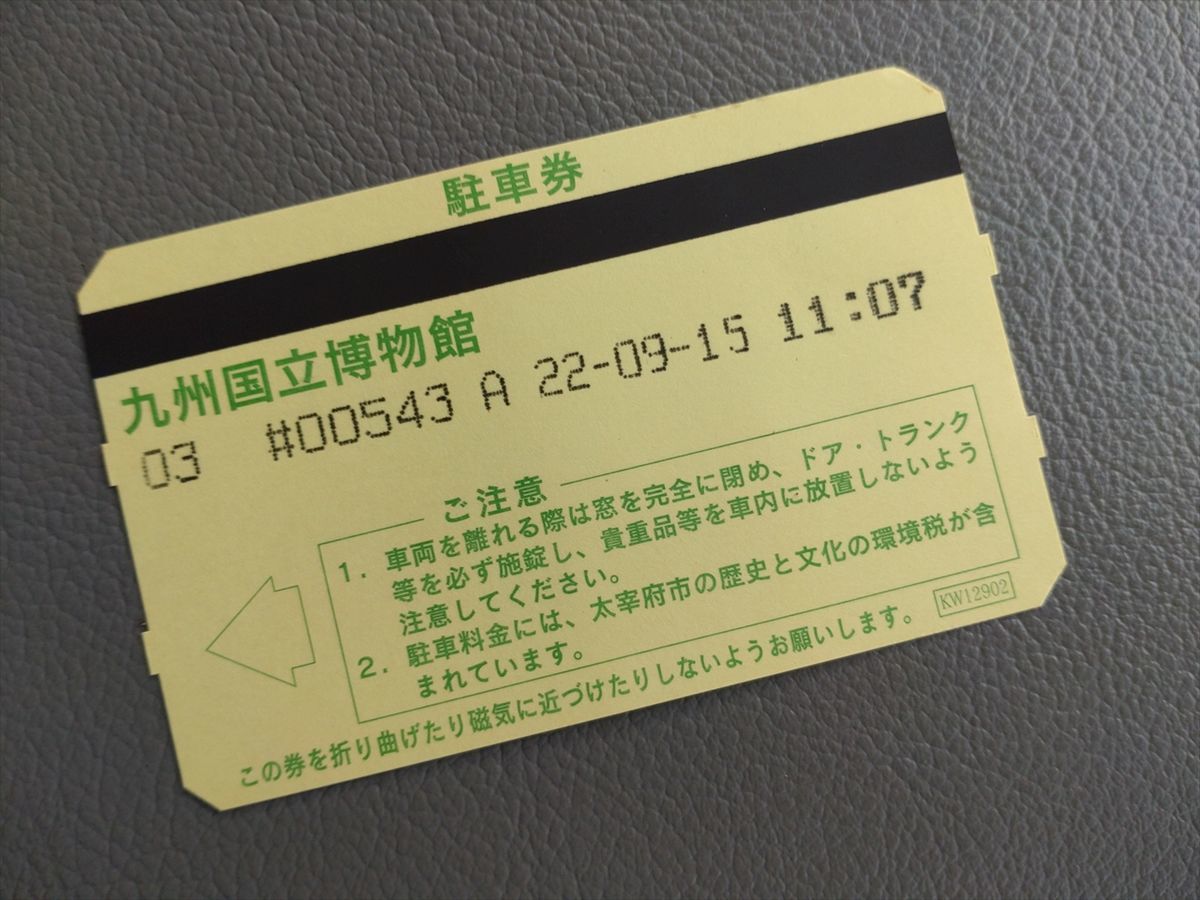 駐車券
九州国立博物館
03 #00543 A 22-09-15 11:07
ご注意
1. 車両を離れる際は窓を完全に閉め、ドア・トランク
等を必ず施錠し、貴重品等を車内に放置しないよう
注意してください。
2. 駐車料金には、太宰府市の歴史と文化の環境税が含
まれています。
KW12902
この券を折り曲げたり磁気に近づけたりしないようお願いします。